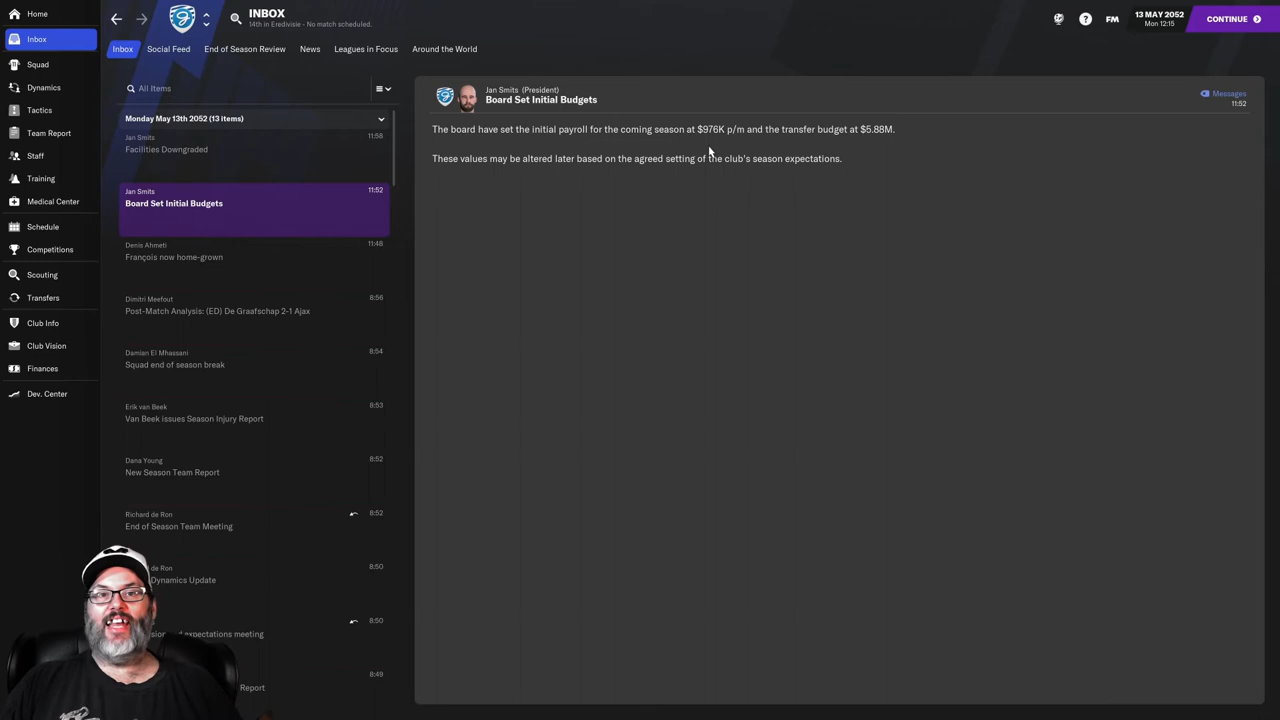 Home
Inbox
Squad
Dynamics
Tactics
Team Report
Staff
Training
Medical Center
Schedule
Competitions
Scouting
Transfers
Club Info
Club Vision
Finances
Dev. Center
INBOX
14th in Eredivisie - No match scheduled.
FM
13 MAY 2052
Mon 12:15
CONTINUE
Inbox
Social Feed
End of Season Review
News
Leagues in Focus
Around the World
All Items
Monday May 13th 2052 (13 items)
Jan Smits
11:58
Facilities Downgraded
Jan Smits
11:52
Board Set Initial Budgets
Denis Ahmeti
11:48
François now home-grown
Dimitri Meefout
8:56
Post-Match Analysis: (ED) De Graafschap 2-1 Ajax
Damian El Mhassani
8:54
Squad end of season break
Erik van Beek
8:53
Van Beek issues Season Injury Report
Dana Young
8:52
New Season Team Report
Richard de Ron
8:52
End of Season Team Meeting
de Ron
8:50
Dynamics Update
8:50
expectations meeting
8:49
Report
Jan Smits (President)
Board Set Initial Budgets
Messages
11:52
The board have set the initial payroll for the coming season at $976K p/m and the transfer budget at $5.88M.
These values may be altered later based on the agreed setting of the club's season expectations.